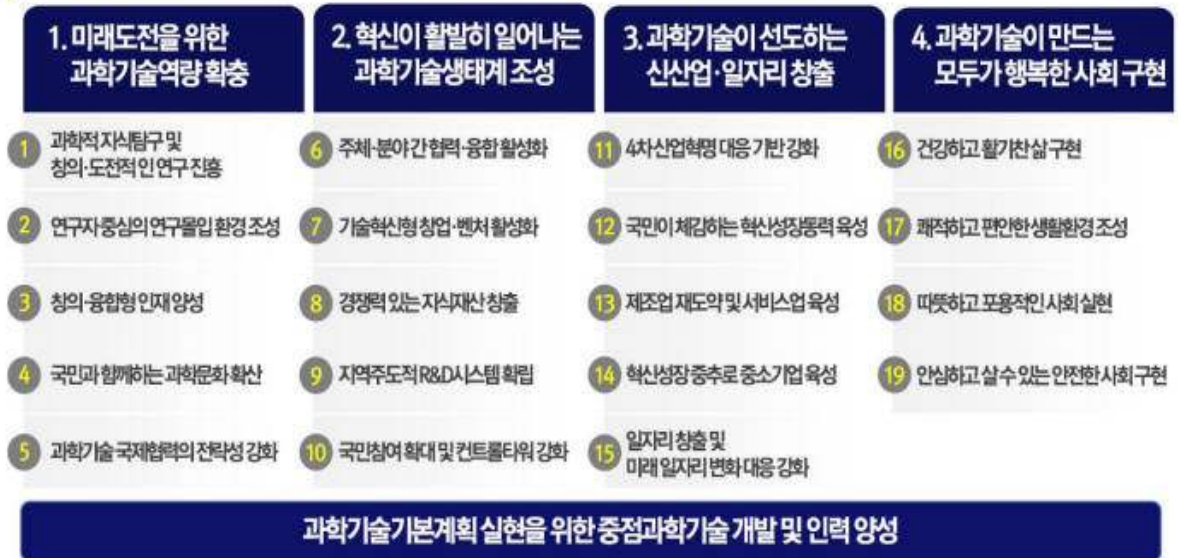 1. 미래도전을 위한
과학기술역량 확충
1 과학적 지식탐구 및
창의·도전적인 연구 진흥
2 연구자 중심의 연구몰입 환경 조성
3 창의·융합형 인재 양성
4 국민과 함께하는 과학문화 확산
5 과학기술 국제협력의 전략성 강화
2. 혁신이 활발히 일어나는
과학기술생태계 조성
6 주체·분야 간 협력·융합 활성화
7 기술혁신형 창업·벤처 활성화
8 경쟁력 있는 지식재산 창출
9 지역주도적 R&D시스템 확립
10 국민참여 확대 및 컨트롤타워 강화
3. 과학기술이 선도하는
신산업·일자리 창출
11 4차 산업혁명 대응 기반 강화
12 국민이 체감하는 혁신성장동력 육성
13 제조업 재도약 및 서비스업 육성
14 혁신성장 중추로 중소기업 육성
15 일자리 창출 및
미래 일자리 변화 대응 강화
4. 과학기술이 만드는
모두가 행복한 사회 구현
16 건강하고 활기찬 삶 구현
17 쾌적하고 편안한 생활환경 조성
18 따뜻하고 포용적인 사회 실현
19 안심하고 살 수 있는 안전한 사회 구현
과학기술기본계획 실현을 위한 중점과학기술 개발 및 인력 양성